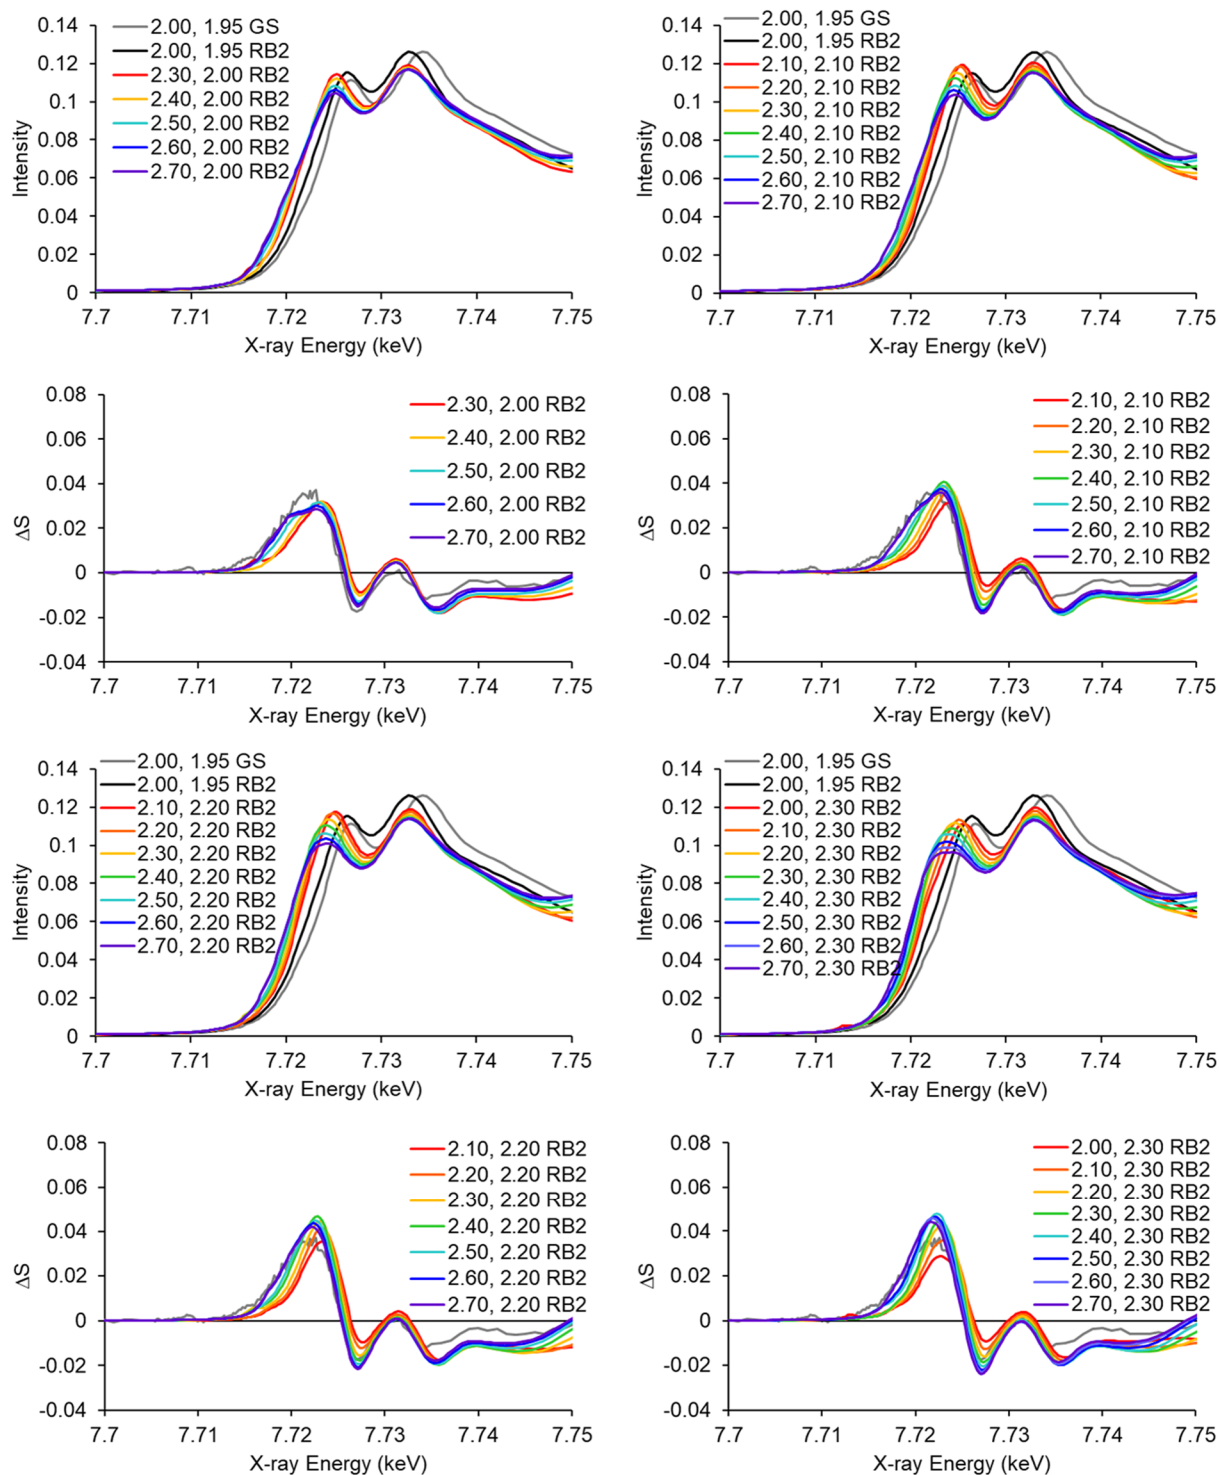 0.14
0.12
0.1
0.08
0.06
0.04
0.02
0
Intensity
2.00, 1.95 GS
2.00, 1.95 RB2
2.30, 2.00 RB2
2.40, 2.00 RB2
2.50, 2.00 RB2
2.60, 2.00 RB2
2.70, 2.00 RB2
7.7 7.71 7.72 7.73 7.74 7.75
X-ray Energy (keV)
0.14
0.12
0.1
0.08
0.06
0.04
0.02
0
Intensity
2.00, 1.95 GS
2.00, 1.95 RB2
2.10, 2.10 RB2
2.20, 2.10 RB2
2.30, 2.10 RB2
2.40, 2.10 RB2
2.50, 2.10 RB2
2.60, 2.10 RB2
2.70, 2.10 RB2
7.7 7.71 7.72 7.73 7.74 7.75
X-ray Energy (keV)
0.08
0.06
0.04
0.02
0
-0.02
-0.04
ΔS
2.30, 2.00 RB2
2.40, 2.00 RB2
2.50, 2.00 RB2
2.60, 2.00 RB2
2.70, 2.00 RB2
7.7 7.71 7.72 7.73 7.74 7.75
X-ray Energy (keV)
0.08
0.06
0.04
0.02
0
-0.02
-0.04
ΔS
2.10, 2.10 RB2
2.20, 2.10 RB2
2.30, 2.10 RB2
2.40, 2.10 RB2
2.50, 2.10 RB2
2.60, 2.10 RB2
2.70, 2.10 RB2
7.7 7.71 7.72 7.73 7.74 7.75
X-ray Energy (keV)
0.14
0.12
0.1
0.08
0.06
0.04
0.02
0
Intensity
2.00, 1.95 GS
2.00, 1.95 RB2
2.10, 2.20 RB2
2.20, 2.20 RB2
2.30, 2.20 RB2
2.40, 2.20 RB2
2.50, 2.20 RB2
2.60, 2.20 RB2
2.70, 2.20 RB2
7.7 7.71 7.72 7.73 7.74 7.75
X-ray Energy (keV)
0.14
0.12
0.1
0.08
0.06
0.04
0.02
0
Intensity
2.00, 1.95 GS
2.00, 1.95 RB2
2.00, 2.30 RB2
2.10, 2.30 RB2
2.20, 2.30 RB2
2.30, 2.30 RB2
2.40, 2.30 RB2
2.50, 2.30 RB2
2.60, 2.30 RB2
2.70, 2.30 RB2
7.7 7.71 7.72 7.73 7.74 7.75
X-ray Energy (keV)
0.08
0.06
0.04
0.02
0
-0.02
-0.04
ΔS
2.10, 2.20 RB2
2.20, 2.20 RB2
2.30, 2.20 RB2
2.40, 2.20 RB2
2.50, 2.20 RB2
2.60, 2.20 RB2
2.70, 2.20 RB2
7.7 7.71 7.72 7.73 7.74 7.75
X-ray Energy (keV)
0.08
0.06
0.04
0.02
0
-0.02
-0.04
ΔS
2.00, 2.30 RB2
2.10, 2.30 RB2
2.20, 2.30 RB2
2.30, 2.30 RB2
2.40, 2.30 RB2
2.50, 2.30 RB2
2.60, 2.30 RB2
2.70, 2.30 RB2
7.7 7.71 7.72 7.73 7.74 7.75
X-ray Energy (keV)